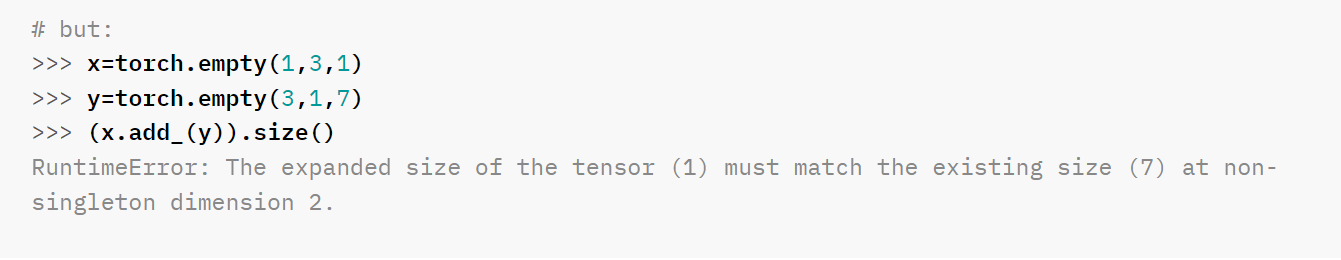 # but:
>>> x=torch.empty(1,3,1)
>>> y=torch.empty(3,1,7)
>>> (x.add_(y)).size()
RuntimeError: The expanded size of the tensor (1) must match the existing size (7) at non-
singleton dimension 2.